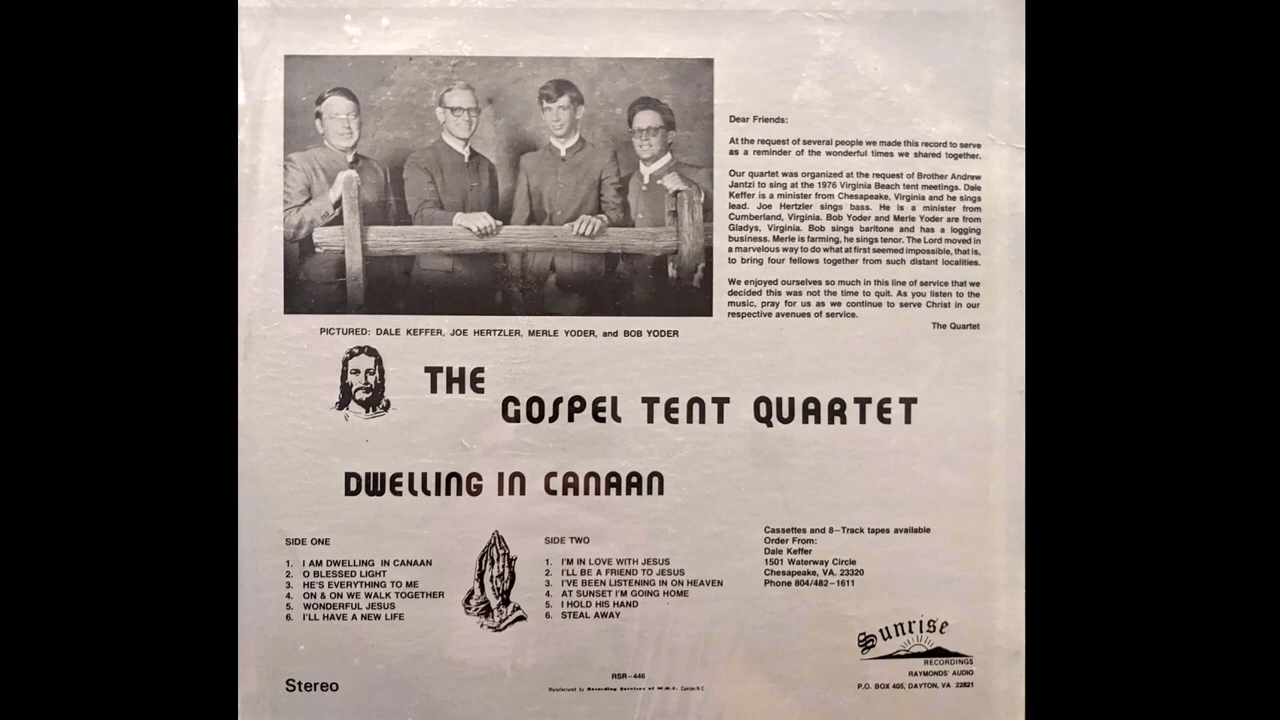 Dear Friends:
At the request of several people we made this record to serve
as a reminder of the wonderful times we shared together.
Our quartet was organized at the request of Brother Andrew
Jantzi to sing at the 1976 Virginia Beach tent meetings. Dale
Keffer is a minister from Chesapeake, Virginia and he sings
lead. Joe Hertzler sings bass. He is a minister from
Cumberland, Virginia. Bob Yoder and Merle Yoder are from
Gladys, Virginia. Bob sings baritone and has a logging
business. Merle is farming, he sings tenor. The Lord moved in
a marvelous way to do what at first seemed impossible, that is,
to bring four fellows together from such distant localities.
We enjoyed ourselves so much in this line of service that we
decided this was not the time to quit. As you listen to the
music, pray for us as we continue to serve Christ in our
respective avenues of service.
The Quartet
PICTURED: DALE KEFFER, JOE HERTZLER, MERLE YODER, and BOB YODER
THE
GOSPEL TENT QUARTET
DWELLING IN CANAAN
SIDE ONE
1. I AM DWELLING IN CANAAN
2. O BLESSED LIGHT
3. HE'S EVERYTHING TO ME
4. ON & ON WE WALK TOGETHER
5. WONDERFUL JESUS
6. I'LL HAVE A NEW LIFE
SIDE TWO
1. I'M IN LOVE WITH JESUS
2. I'LL BE A FRIEND TO JESUS
3. I'VE BEEN LISTENING IN ON HEAVEN
4. AT SUNSET I'M GOING HOME
5. I HOLD HIS HAND
6. STEAL AWAY
Cassettes and 8-Track tapes available
Order From:
Dale Keffer
1501 Waterway Circle
Chesapeake, VA. 23320
Phone 804/482-1611
Sunrise
RECORDINGS
RAYMONDS' AUDIO
P.O. BOX 405, DAYTON, VA 22821
Stereo
RSR-446
Manufactured by Recording Services of W.M.C. Canton N C